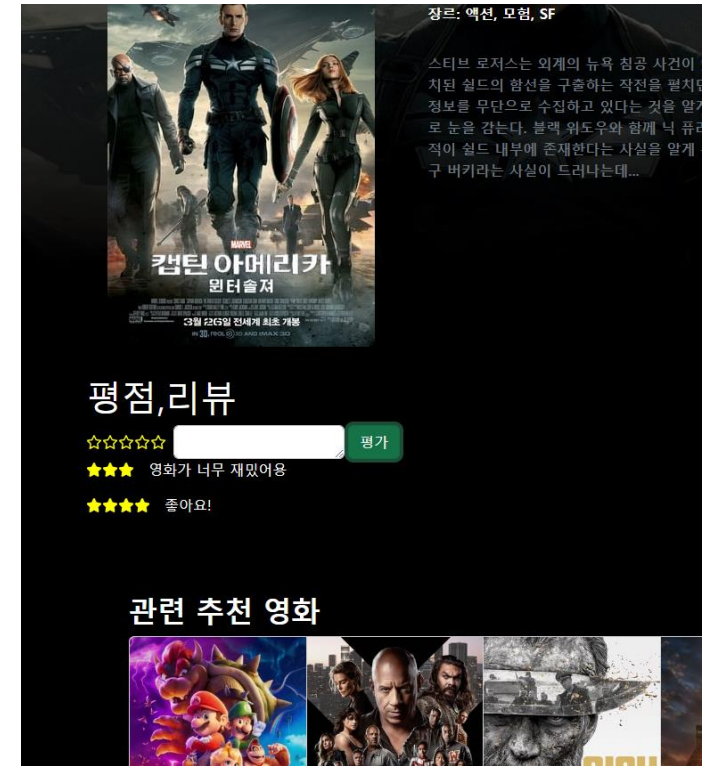 장르: 액션, 모험, SF
스티브 로저스는 외계의 뉴욕 침공 사건이
치된 쉴드의 함선을 구출하는 작전을 펼치던
정보를 무단으로 수집하고 있다는 것을 알게
로 눈을 감는다. 블랙 위도우와 함께 닉 퓨리
적이 쉴드 내부에 존재한다는 사실을 알게
구 버키라는 사실이 드러나는데...
MARVEL
캡틴 아메리카
윈터솔져
3월 26일 전세계 최초 개봉
IN 3D, REAL D 3D AND IMAX 3D
평점,리뷰
평가
영화가 너무 재밌어용
좋아요!
관련 추천 영화